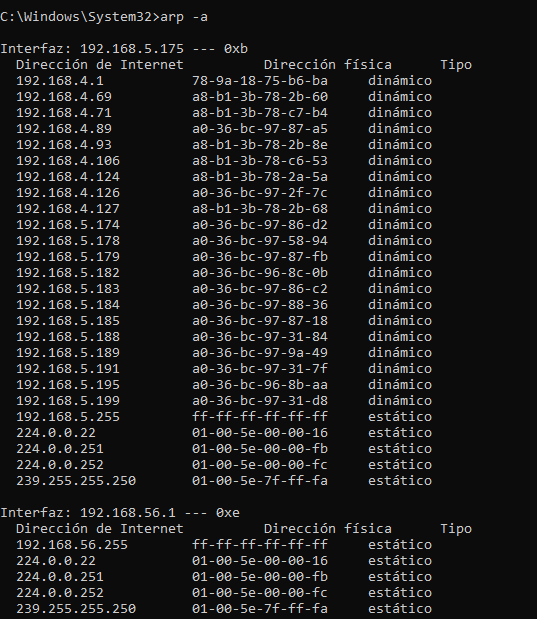 C:\Windows\System32>arp -a
Interfaz: 192.168.5.175 --- 0xb
Dirección de Internet Dirección física Tipo
192.168.4.1 78-9a-18-75-b6-ba dinámico
192.168.4.69 a8-b1-3b-78-2b-60 dinámico
192.168.4.71 a8-b1-3b-78-c7-b4 dinámico
192.168.4.89 a0-36-bc-97-87-a5 dinámico
192.168.4.93 a8-b1-3b-78-2b-8e dinámico
192.168.4.106 a8-b1-3b-78-c6-53 dinámico
192.168.4.124 a8-b1-3b-78-2a-5a dinámico
192.168.4.126 a0-36-bc-97-2f-7c dinámico
192.168.4.127 a8-b1-3b-78-2b-68 dinámico
192.168.5.174 a0-36-bc-97-86-d2 dinámico
192.168.5.178 a0-36-bc-97-58-94 dinámico
192.168.5.179 a0-36-bc-97-87-fb dinámico
192.168.5.182 a0-36-bc-96-8c-0b dinámico
192.168.5.183 a0-36-bc-97-86-c2 dinámico
192.168.5.184 a0-36-bc-97-88-36 dinámico
192.168.5.185 a0-36-bc-97-87-18 dinámico
192.168.5.188 a0-36-bc-97-31-84 dinámico
192.168.5.189 a0-36-bc-97-9a-49 dinámico
192.168.5.191 a0-36-bc-97-31-7f dinámico
192.168.5.195 a0-36-bc-96-8b-aa dinámico
192.168.5.199 a0-36-bc-97-31-d8 dinámico
192.168.5.255 ff-ff-ff-ff-ff-ff estático
224.0.0.22 01-00-5e-00-00-16 estático
224.0.0.251 01-00-5e-00-00-fb estático
224.0.0.252 01-00-5e-00-00-fc estático
239.255.255.250 01-00-5e-7f-ff-fa estático
Interfaz: 192.168.56.1 --- 0xe
Dirección de Internet Dirección física Tipo
192.168.56.255 ff-ff-ff-ff-ff-ff estático
224.0.0.22 01-00-5e-00-00-16 estático
224.0.0.251 01-00-5e-00-00-fb estático
224.0.0.252 01-00-5e-00-00-fc estático
239.255.255.250 01-00-5e-7f-ff-fa estático